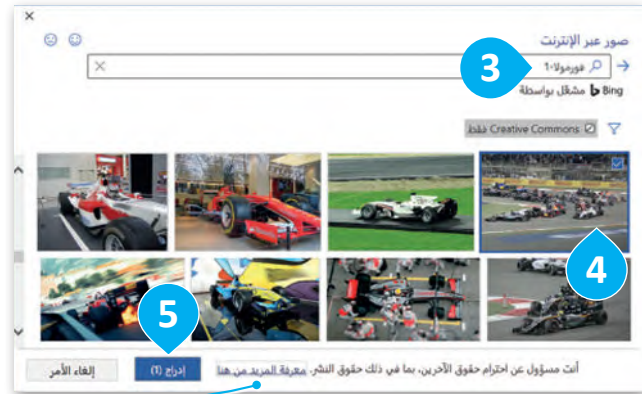 ×
صور عبر الإنترنت
3
فورمولا-1
×
Bing مشغّل بواسطة
Creative Commons فقط
4
5
أنت مسؤول عن احترام حقوق الآخرين، بما في ذلك حقوق النشر. معرفة المزيد من هنا
إدراج (1)
إلغاء الأمر